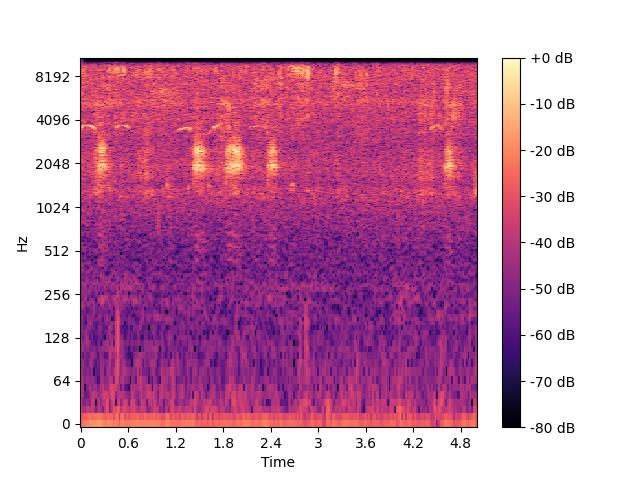 8192
4096
2048
1024
512
256
128
64
0
Hz
0 0.6 1.2 1.8 2.4 3 3.6 4.2 4.8
Time
+0 dB
-10 dB
-20 dB
-30 dB
-40 dB
-50 dB
-60 dB
-70 dB
-80 dB